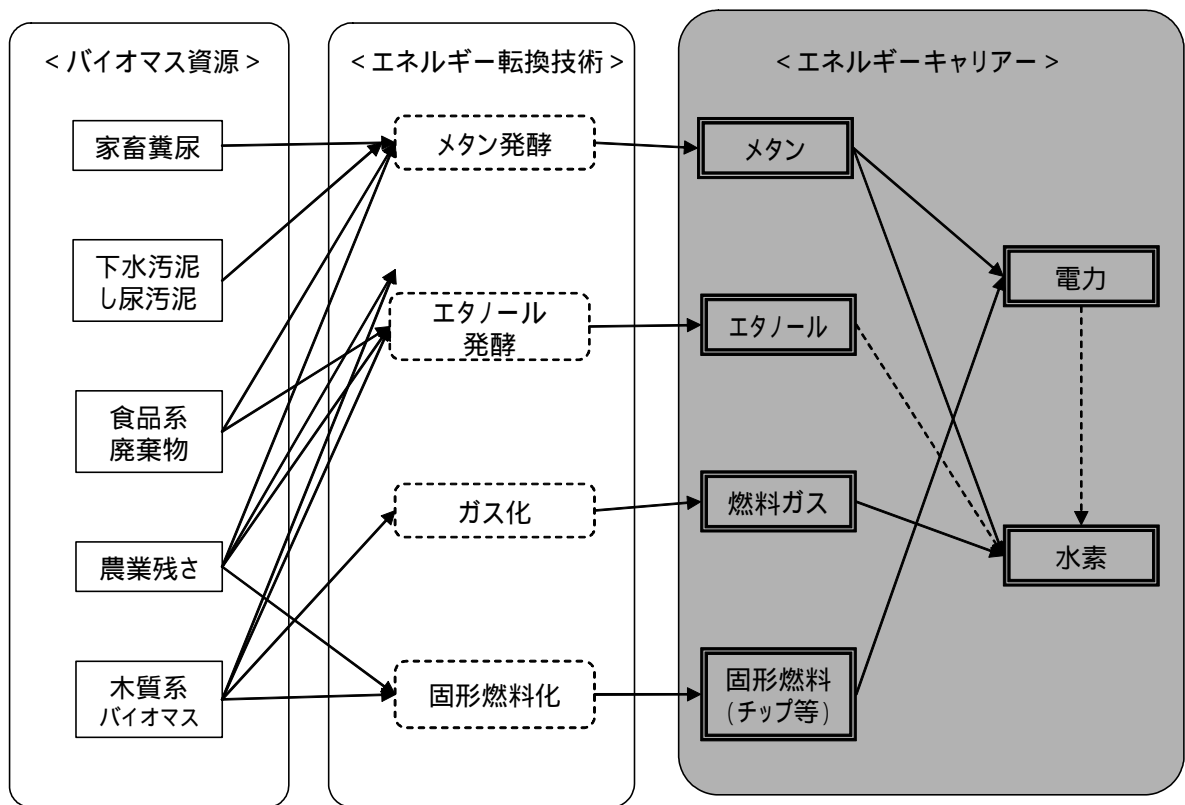 <バイオマス資源>
家畜糞尿
下水汚泥
し尿汚泥
食品系
廃棄物
農業残さ
木質系
バイオマス
<エネルギー転換技術>
メタン発酵
エタノール
発酵
ガス化
固形燃料化
<エネルギーキャリアー>
メタン
エタノール
燃料ガス
固形燃料
(チップ等)
電力
水素